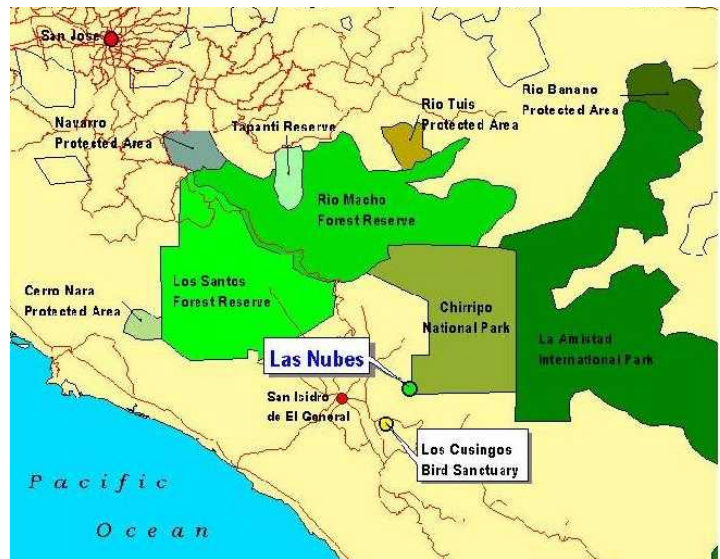 San Jose
Rio Banano
Protected Area
Rio Tuis
Protected Area
Navarro
Protected Area
Tapanti Reserve
Rio Macho
Forest Reserve
Los Santos
Forest Reserve
Cerro Nara
Protected Area
Chirripo
National Park
La Amistad
International Park
Las Nubes
San Isidro
de El General
Los Cusingos
Bird Sanctuary
Pacific
Ocean